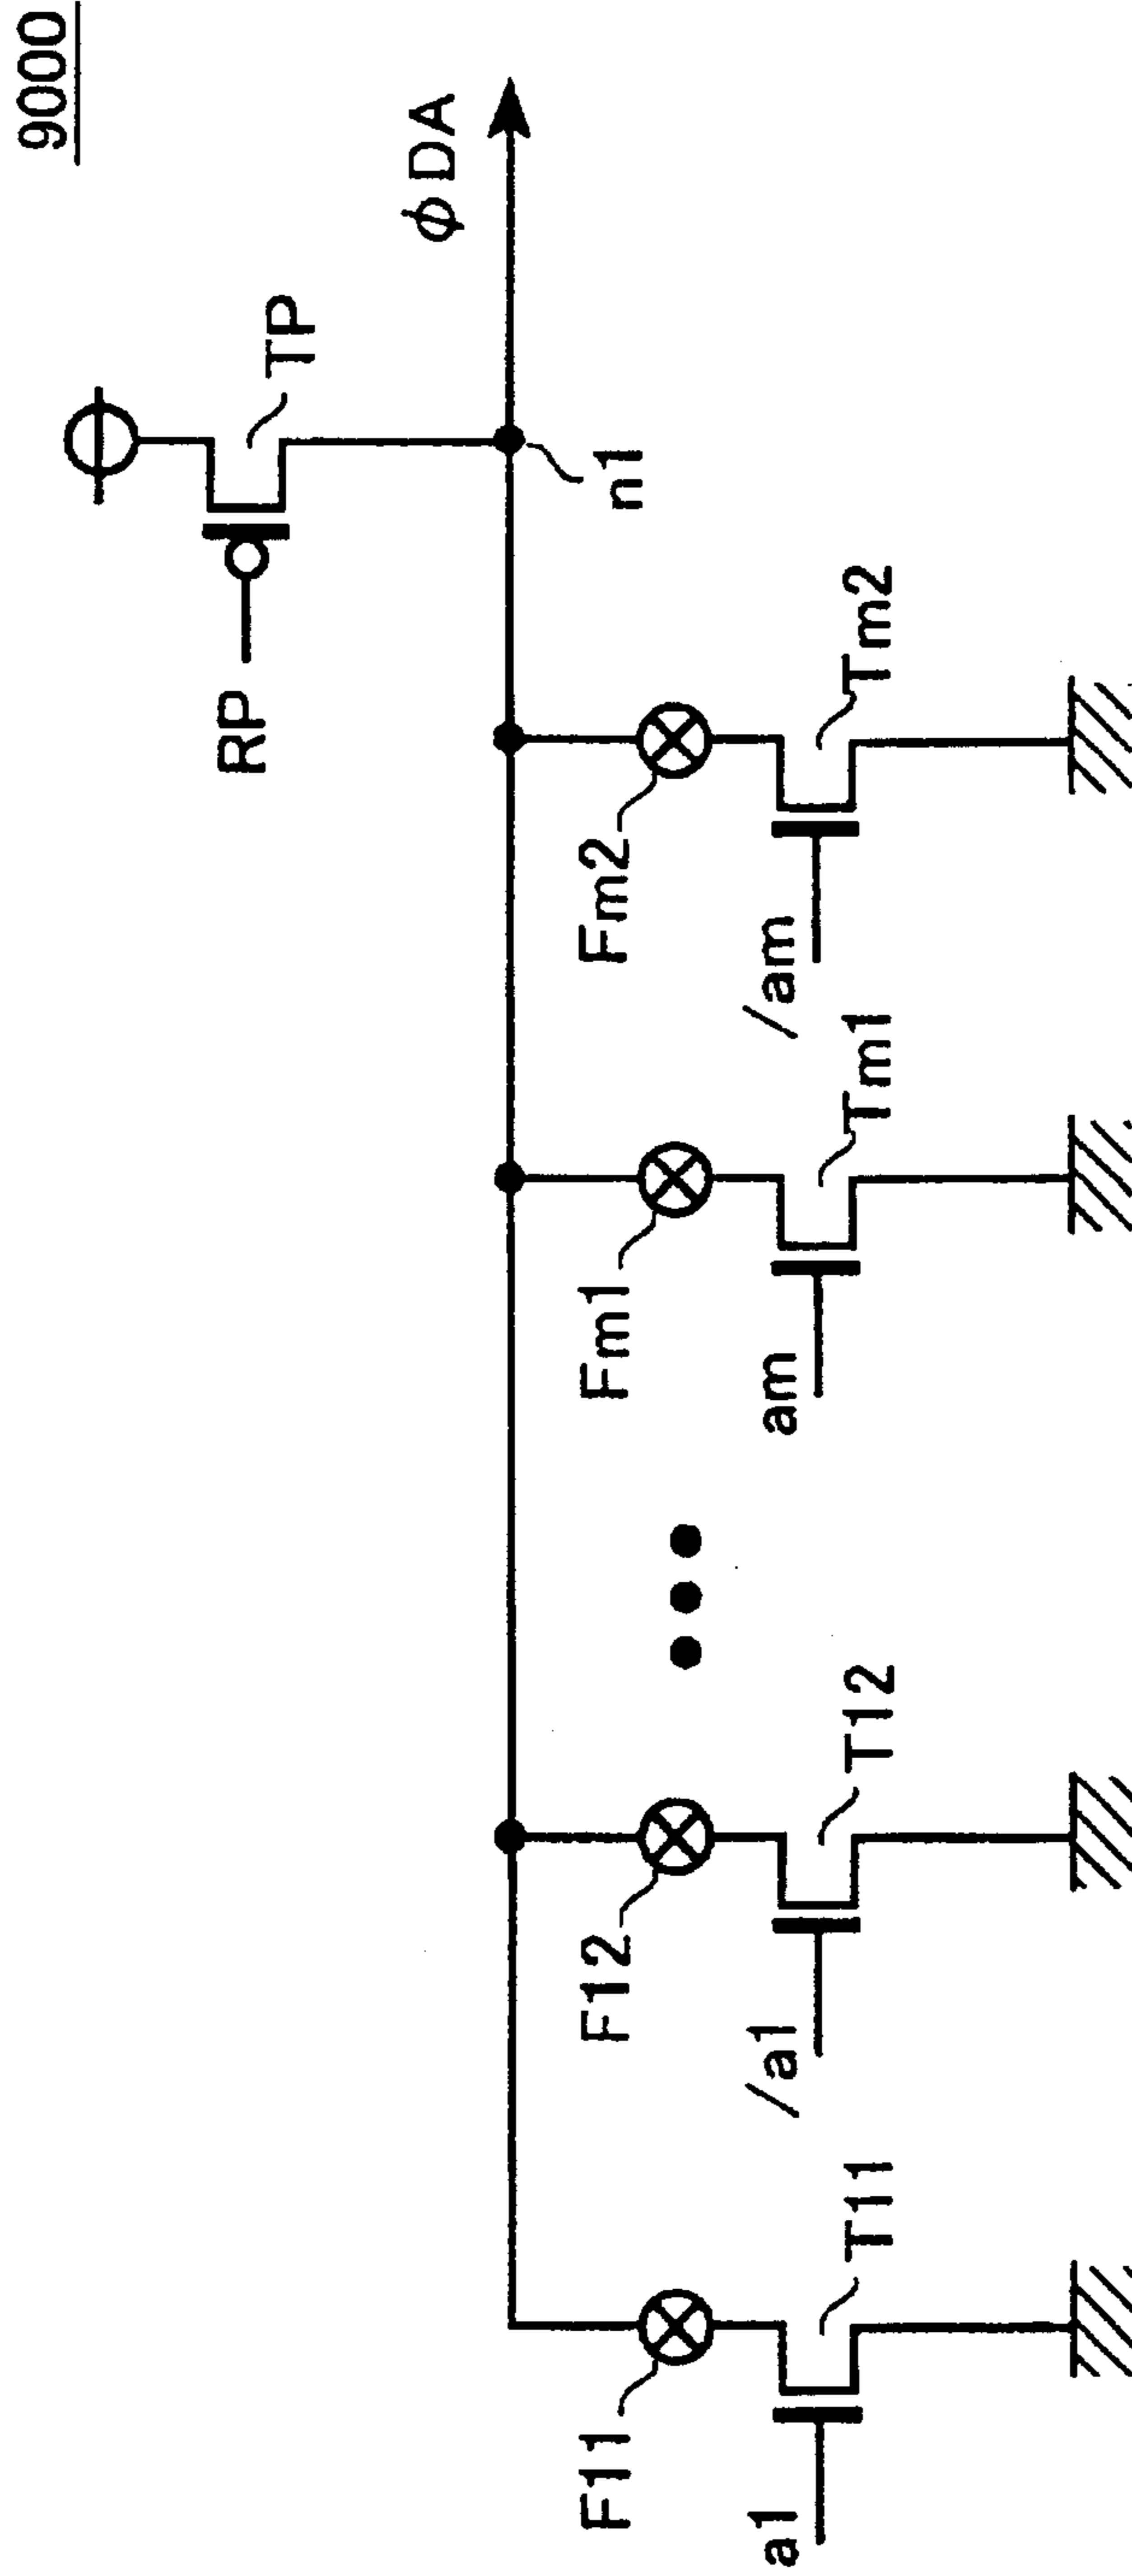 9000
φDA
TP
RP
n1
F11
F12
Fm1
Fm2
a1
T11
/a1
T12
am
Tm1
/am
Tm2